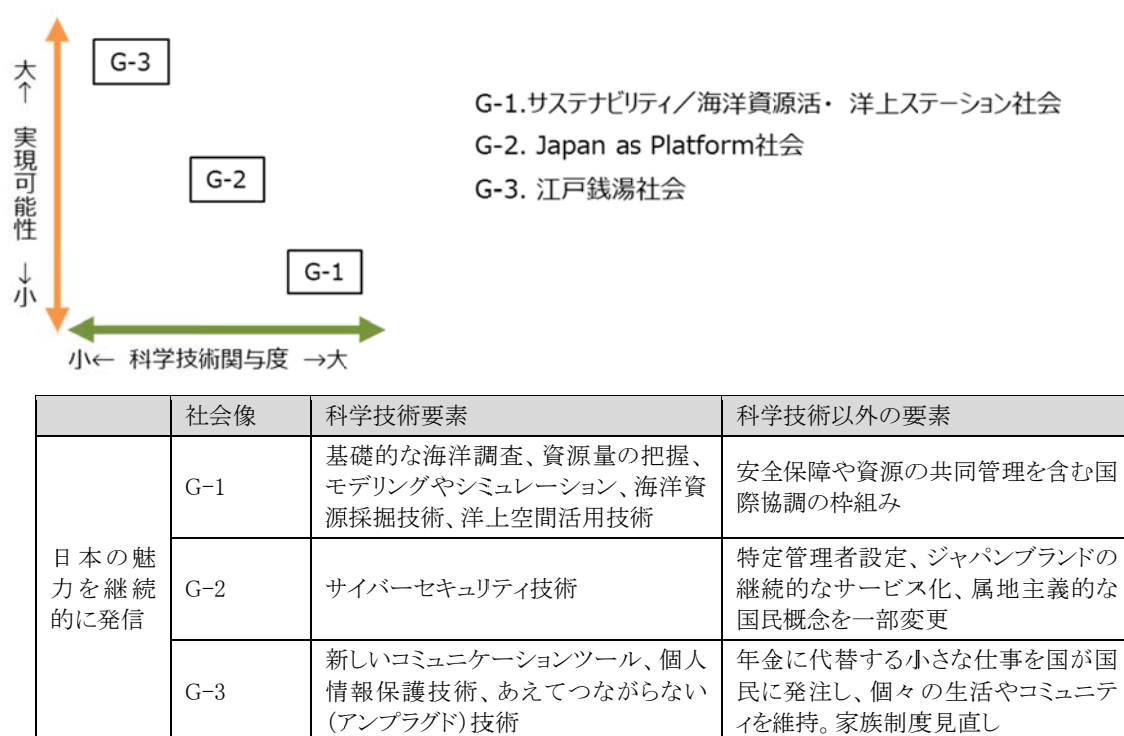 大↑ 実現可能性 ↓小
G-3
G-2
G-1
小← 科学技術関与度 →大
G-1.サステナビリティ／海洋資源活・ 洋上ステーション社会
G-2. Japan as Platform社会
G-3. 江戸銭湯社会
社会像
科学技術要素
科学技術以外の要素
日本の魅
力を継続
的に発信
G-1
基礎的な海洋調査、資源量の把握、
モデリングやシミュレーション、海洋資
源採掘技術、洋上空間活用技術
安全保障や資源の共同管理を含む国
際協調の枠組み
G-2
サイバーセキュリティ技術
特定管理者設定、ジャパンブランドの
継続的なサービス化、属地主義的な
国民概念を一部変更
G-3
新しいコミュニケーションツール、個人
情報保護技術、あえてつながらない
（アンプラグド）技術
年金に代替する小さな仕事を国が国
民に発注し、個々の生活やコミュニテ
ィを維持。家族制度見直し